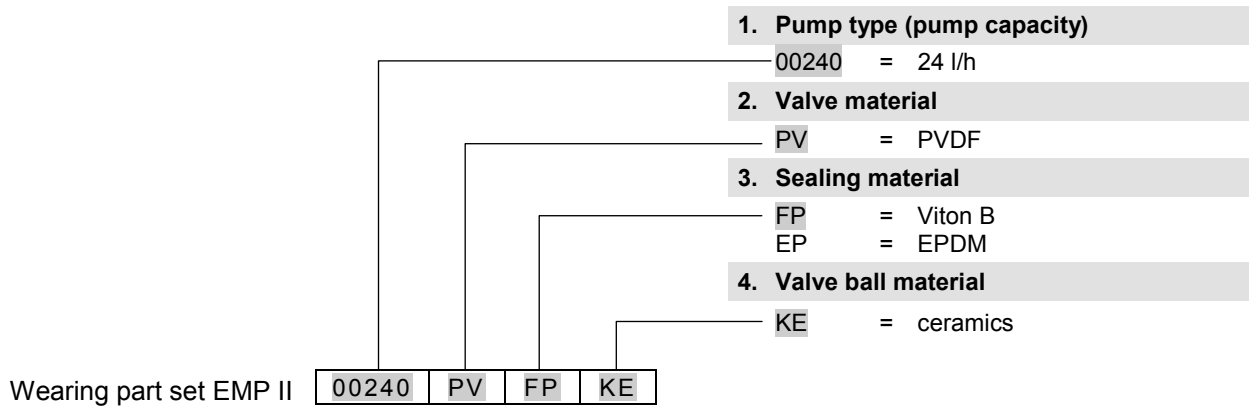 1. Pump type (pump capacity)
00240 = 24 l/h
2. Valve material
PV = PVDF
3. Sealing material
FP = Viton B
EP = EPDM
4. Valve ball material
KE = ceramics
Wearing part set EMP II 00240 PV FP KE